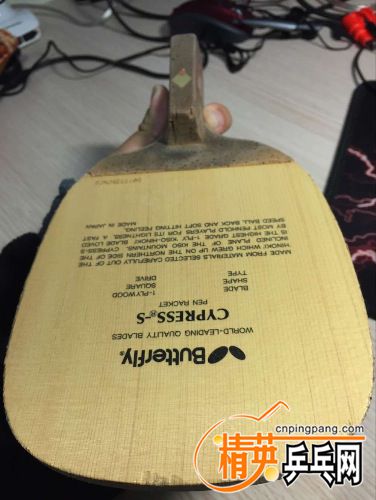 Butterfly®
WORLD-LEADING QUALITY BLADES
CYPRESS®-S
PEN RACKET
BLADE 1-PLYWOOD
SHAPE SQUARE
TYPE DRIVE
MADE FROM MATERIALS SELECTED CAREFULLY OUT OF THE
HINOKI WHICH GREW UP ON THE NORTHERN SIDE OF THE
INCLINED PLANE OF THE KISO MOUNTAINS. CYPRESS-S
IS THE HIGHEST GRADE 1-PLY KISO-HINOKI BLADE LOVED
BY MOST PENHOLD PLAYERS FOR ITS LIGHTNESS, A FAST
SPEED BALL BACK AND SOFT HITTING FEELING.
MADE IN JAPAN
cnpingpang.com
精英乒乓网